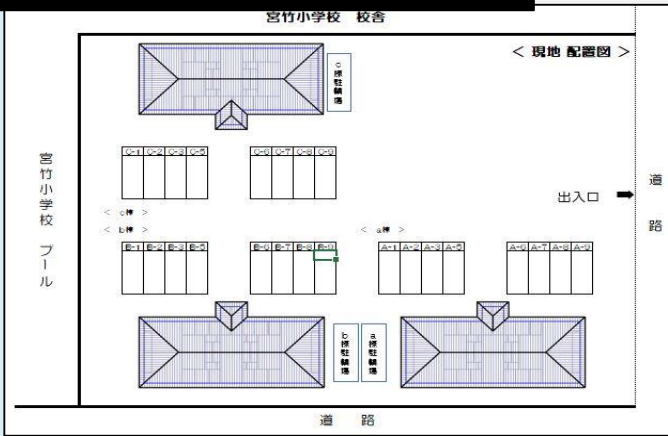 宮竹小学校 校舎
< 現地 配置図 >
c棟駐輪場
C-1 C-2 C-3 C-5
C-6 C-7 C-8 C-9
宮竹小学校 プール
出入口
道路
< c棟 >
< b棟 >
< a棟 >
B-1 B-2 B-3 B-5
B-6 B-7 B-8 B-9
A-1 A-2 A-3 A-5
A-6 A-7 A-8 A-9
b棟駐輪場
a棟駐輪場
道 路